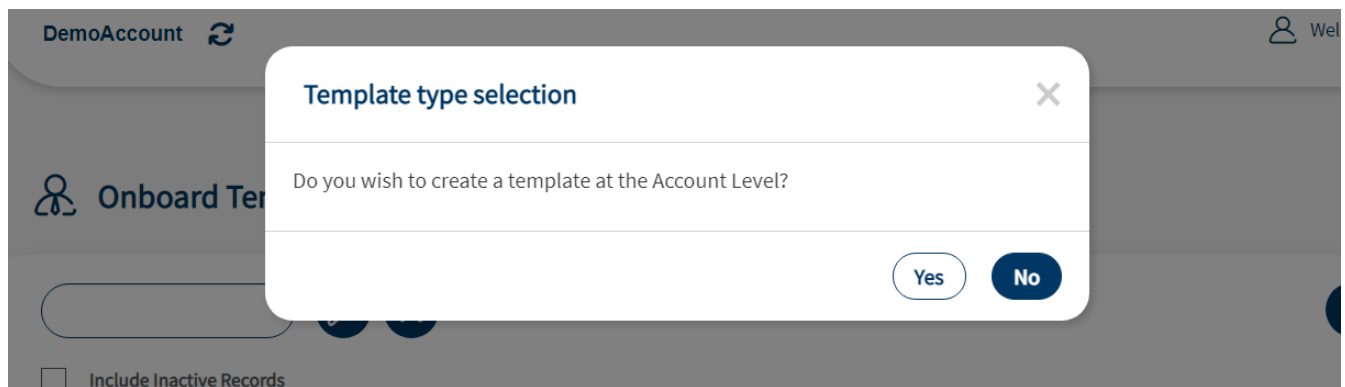 DemoAccount
Wel
Template type selection
Do you wish to create a template at the Account Level?
Onboard Ter
Yes
No
Include Inactive Records